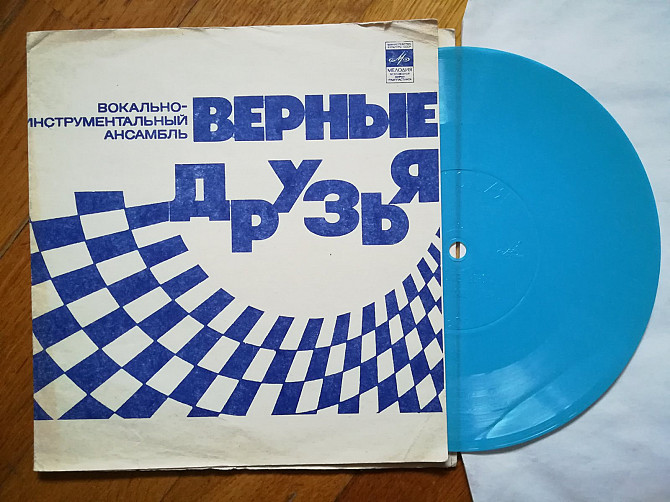 ВОКАЛЬНО-
ИНСТРУМЕНТАЛЬНЫЙ
АНСАМБЛЬ
ВЕРНЫЕ
ДРУЗЬЯ
МЕЛОДИЯ